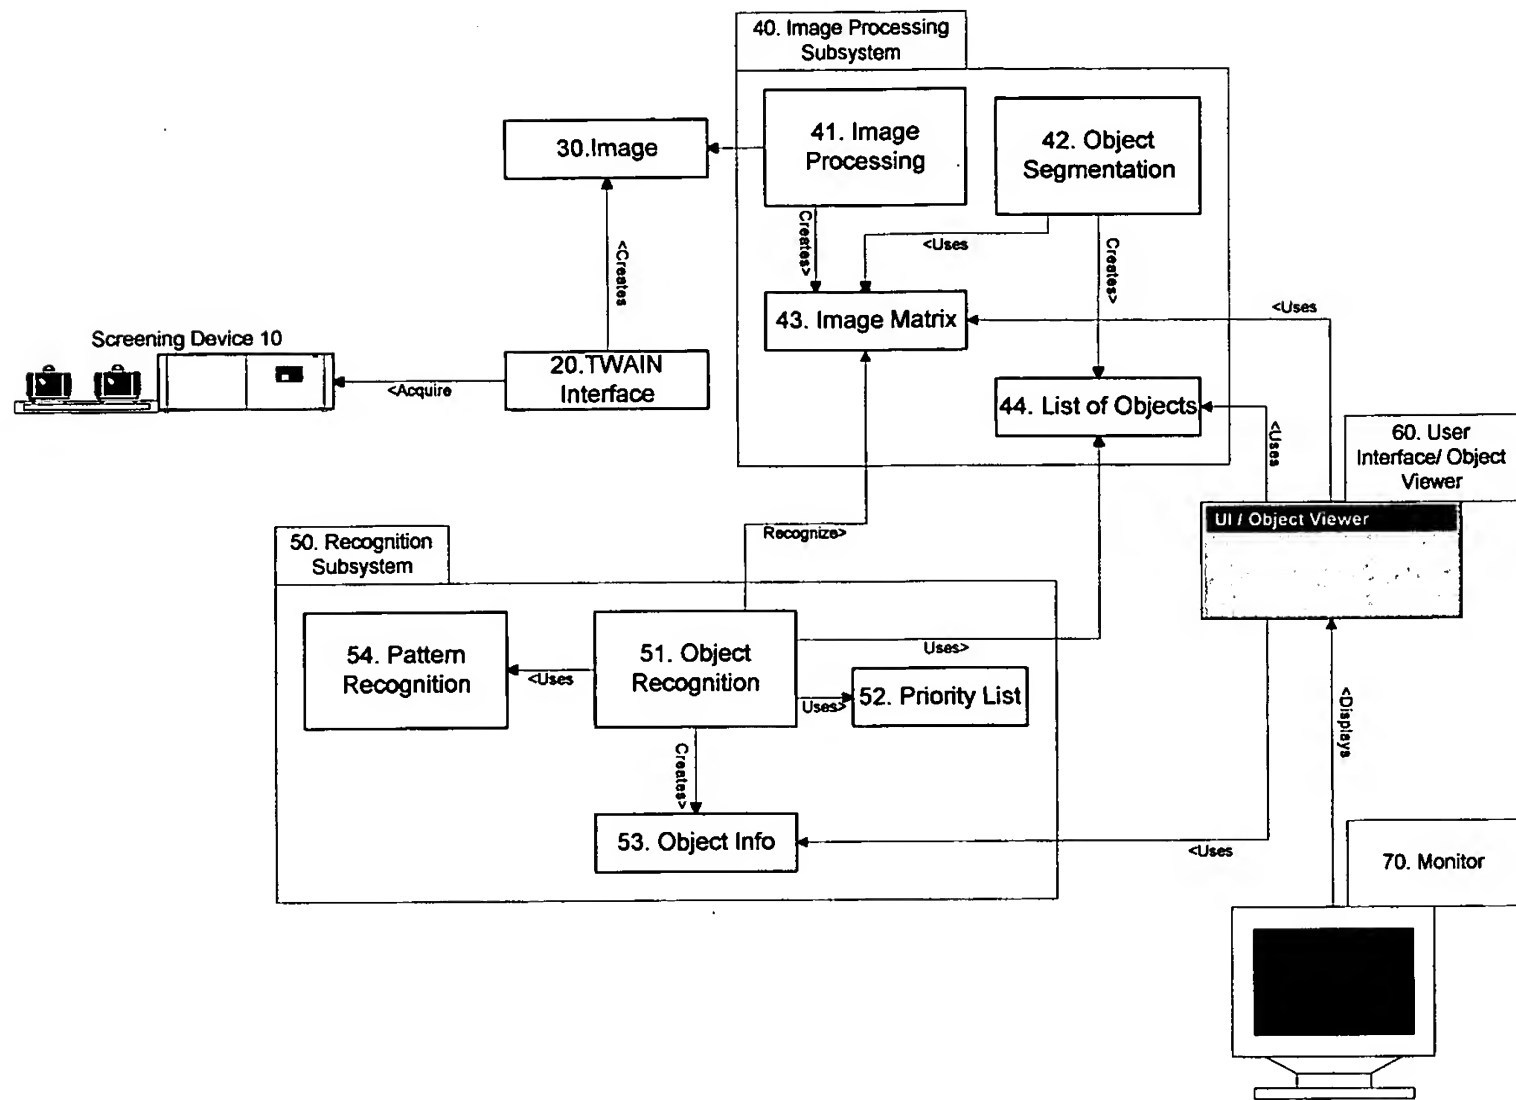 40. Image Processing
Subsystem
41. Image
Processing
42. Object
Segmentation
30.Image
Creates>
<Uses
Creates>
<Creates
<Uses
43. Image Matrix
Screening Device 10
20.TWAIN
Interface
<Acquire
44. List of Objects
<Uses
60. User
Interface/ Object
Viewer
UI / Object Viewer
Recognize>
50. Recognition
Subsystem
54. Pattern
Recognition
<Uses
51. Object
Recognition
Uses>
Uses>
52. Priority List
<Displays
Creates>
53. Object Info
<Uses
70. Monitor